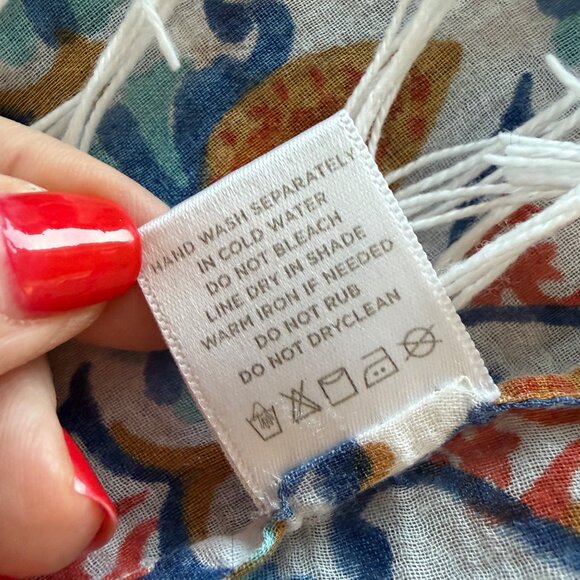 HAND WASH SEPARATELY
IN COLD WATER
DO NOT BLEACH
LINE DRY IN SHADE
WARM IRON IF NEEDED
DO NOT RUB
DO NOT DRYCLEAN